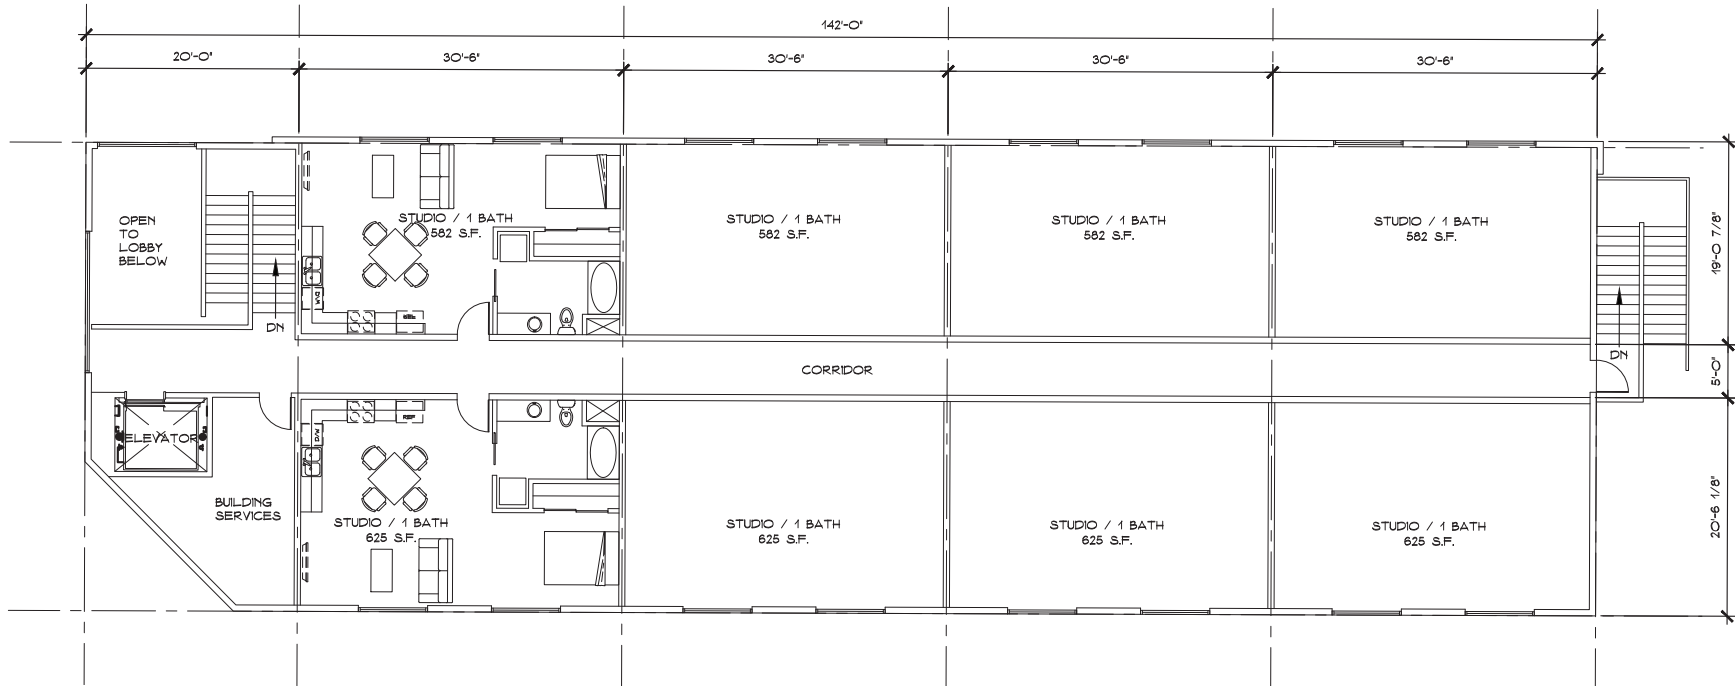 142'-0"
20'-0"
30'-6"
30'-6"
30'-6"
30'-6"
OPEN
TO
LOBBY
BELOW
DN
STUDIO / 1 BATH
582 S.F.
D/W
REF
STUDIO / 1 BATH
582 S.F.
STUDIO / 1 BATH
582 S.F.
STUDIO / 1 BATH
582 S.F.
19'-0 7/8"
DN
CORRIDOR
5'-0"
ELEVATOR
BUILDING
SERVICES
D/W
REF
STUDIO / 1 BATH
625 S.F.
STUDIO / 1 BATH
625 S.F.
STUDIO / 1 BATH
625 S.F.
STUDIO / 1 BATH
625 S.F.
20'-6 1/8"